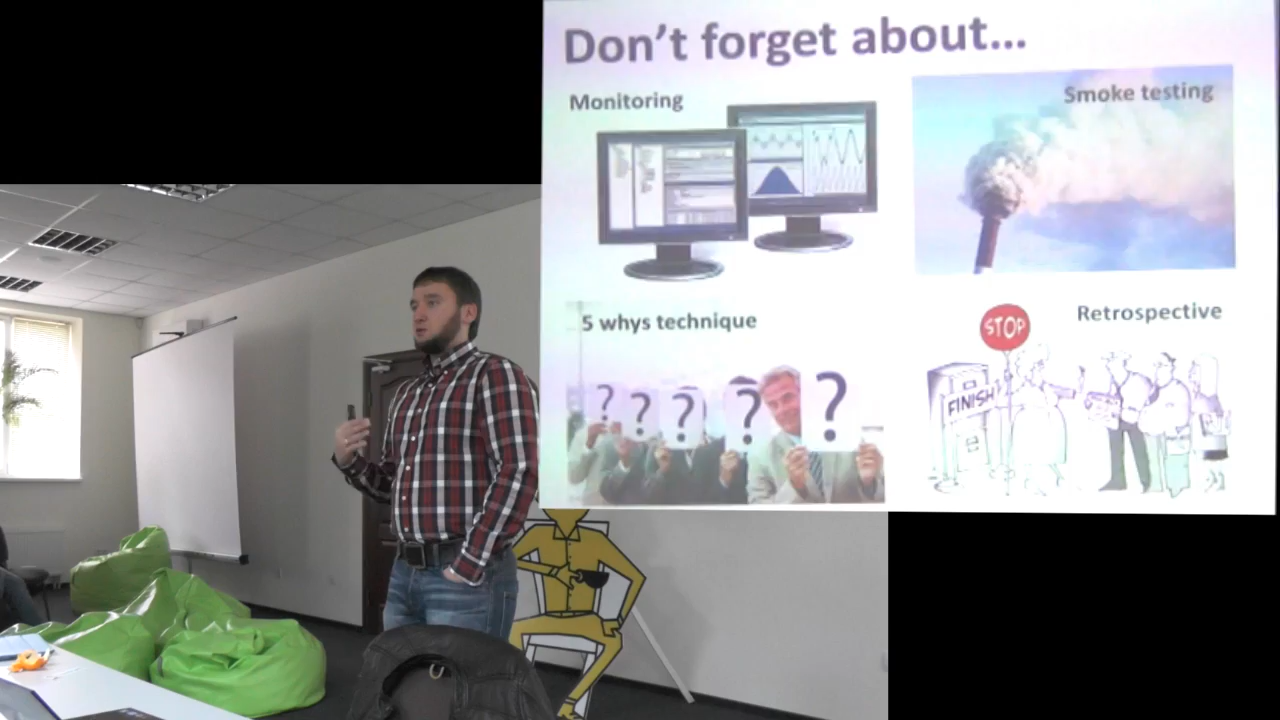 Don't forget about...
Monitoring
Smoke testing
5 whys technique
? ? ? ? ?
Retrospective
STOP
FINISH